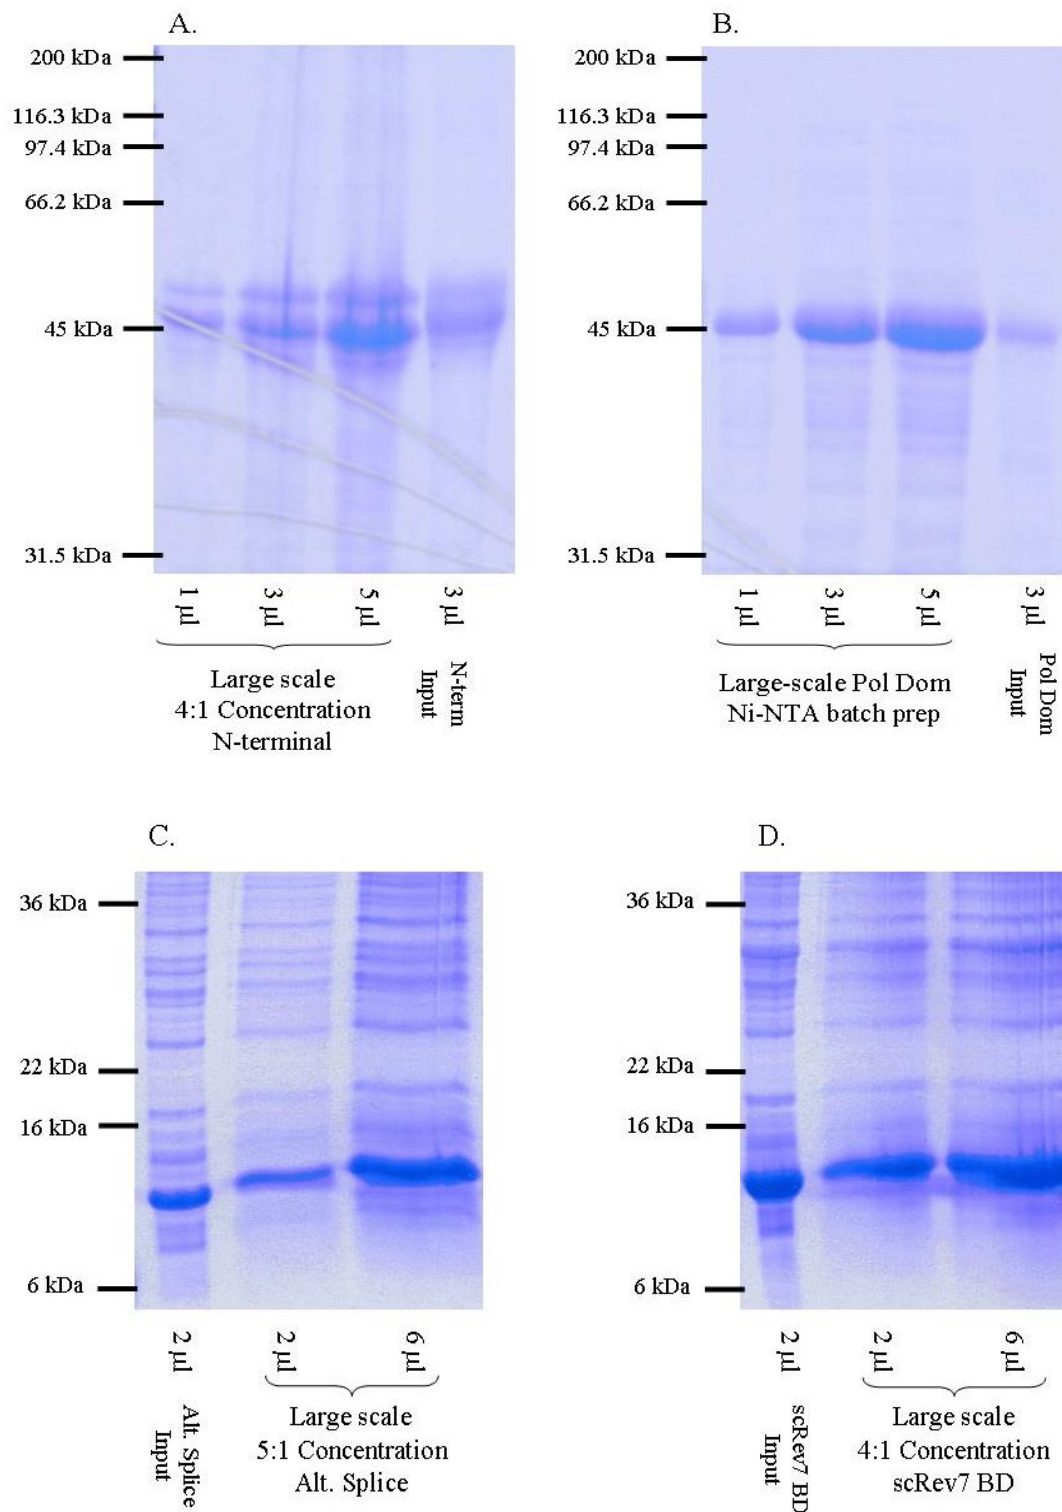 A.
200 kDa
116.3 kDa
97.4 kDa
66.2 kDa
45 kDa
31.5 kDa
1 µl
3 µl
5 µl
3 µl
Large scale
4:1 Concentration
N-terminal
N-term
Input
B.
200 kDa
116.3 kDa
97.4 kDa
66.2 kDa
45 kDa
31.5 kDa
1 µl
3 µl
5 µl
3 µl
Large-scale Pol Dom
Ni-NTA batch prep
Pol Dom
Input
C.
36 kDa
22 kDa
16 kDa
6 kDa
2 µl
2 µl
6 µl
Alt. Splice
Input
Large scale
5:1 Concentration
Alt. Splice
D.
36 kDa
22 kDa
16 kDa
6 kDa
2 µl
2 µl
6 µl
scRev7 BD
Input
Large scale
4:1 Concentration
scRev7 BD